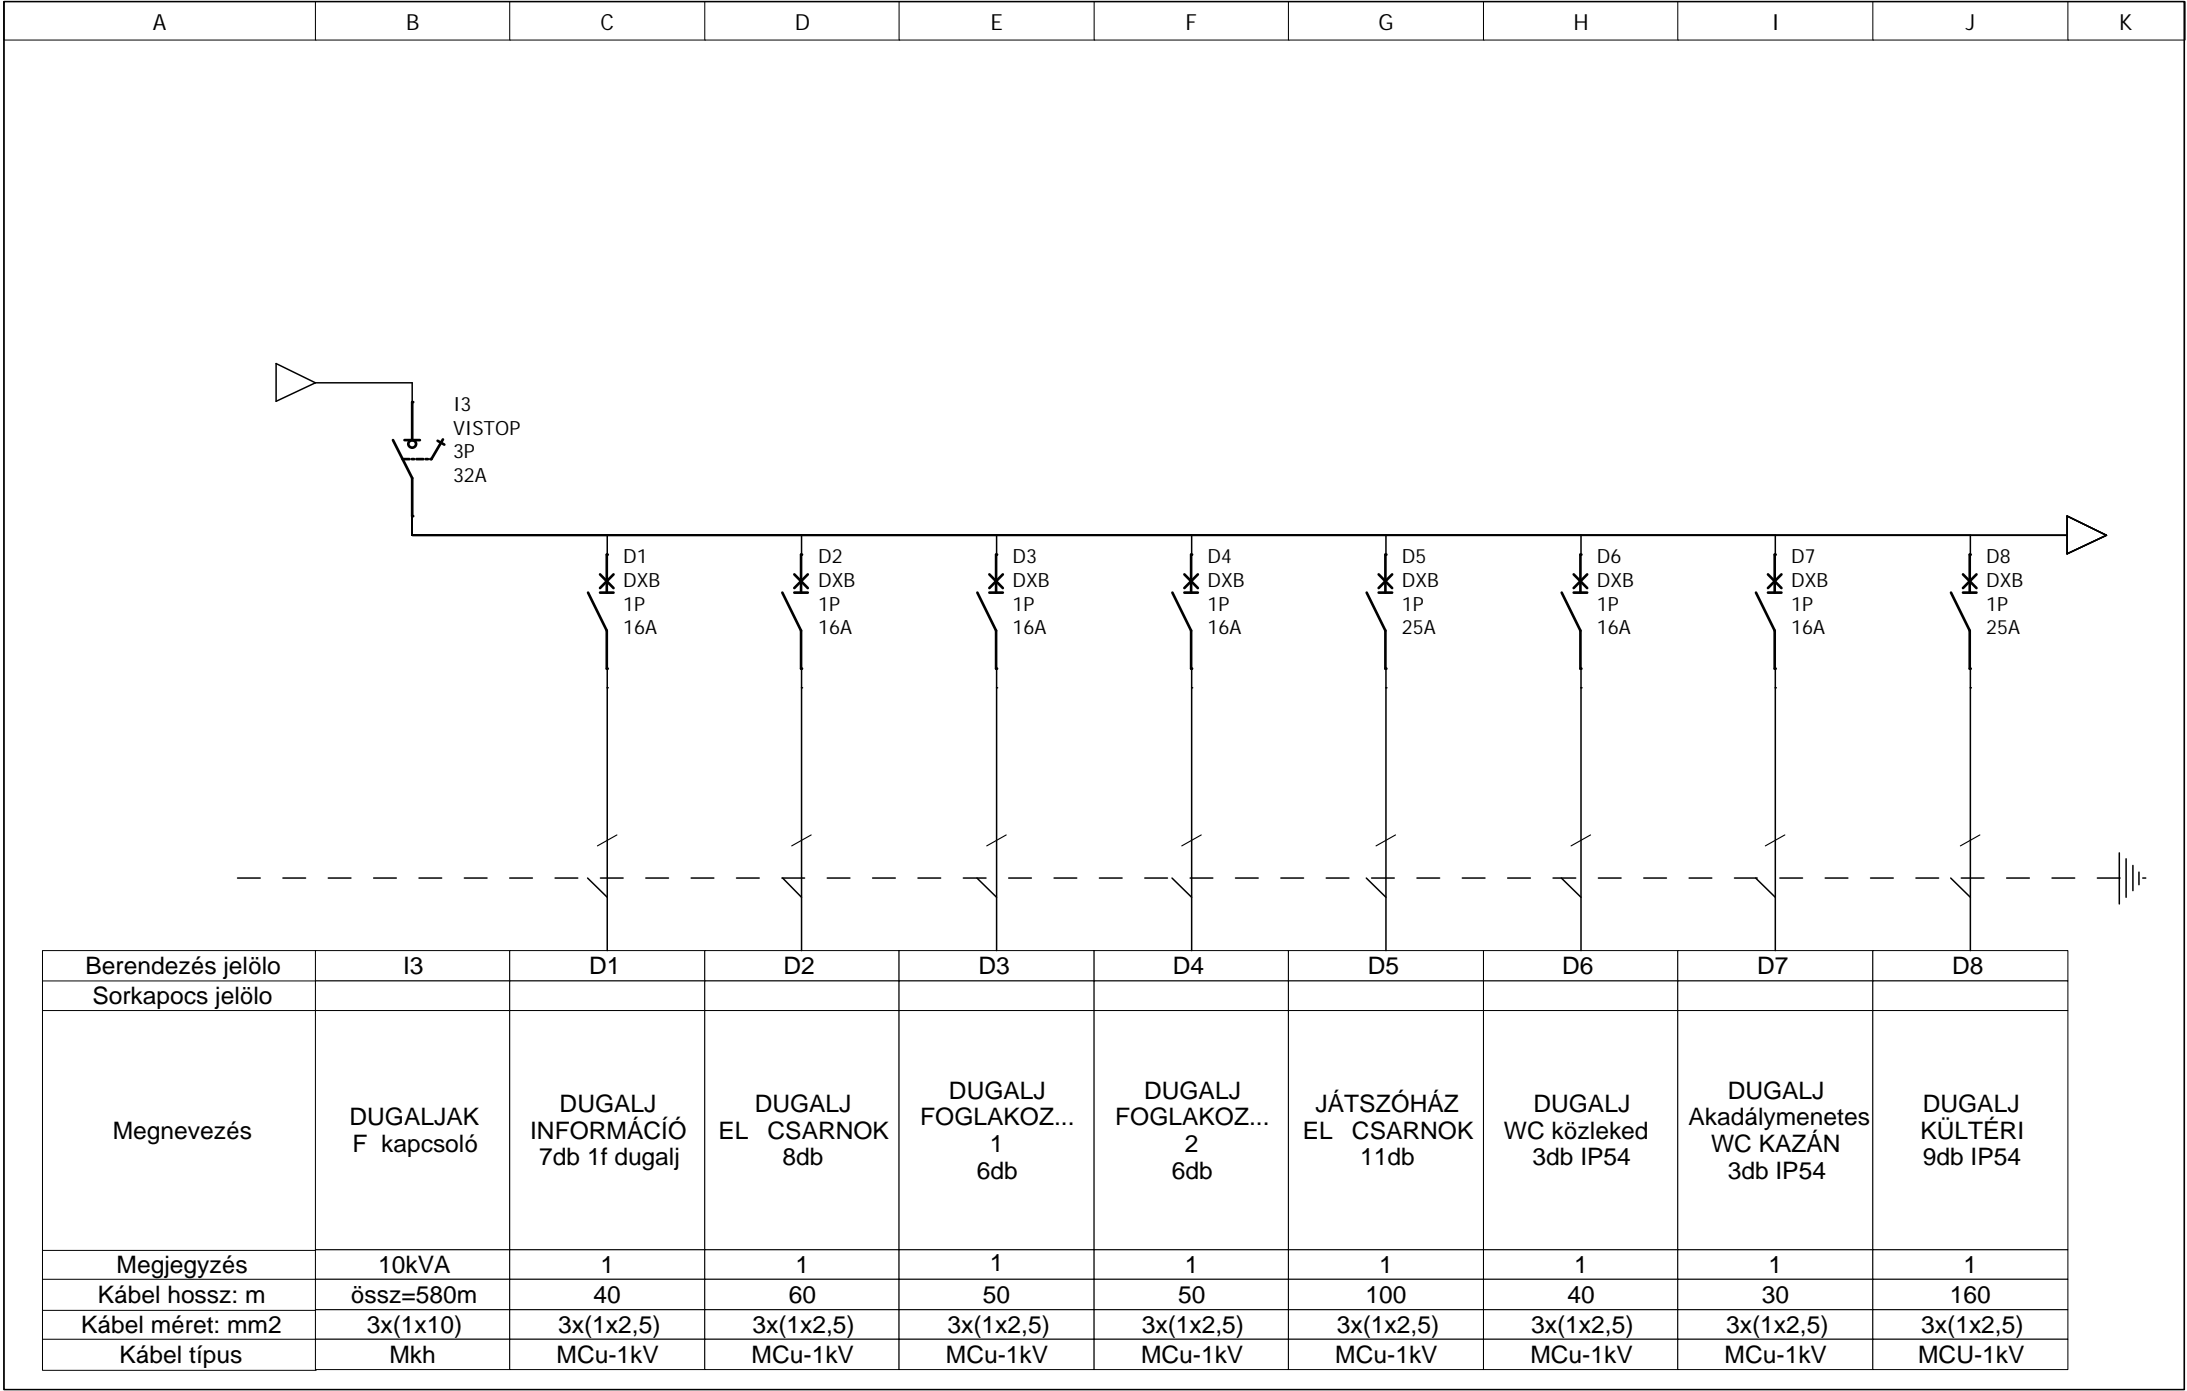 A B C D E F G H I J K
I3
VISTOP
3P
32A
D1
DXB
1P
16A
D2
DXB
1P
16A
D3
DXB
1P
16A
D4
DXB
1P
16A
D5
DXB
1P
25A
D6
DXB
1P
16A
D7
DXB
1P
16A
D8
DXB
1P
25A
Berendezés jelölo I3 D1 D2 D3 D4 D5 D6 D7 D8
Sorkapocs jelölo
Megnevezés
DUGALJAK
F kapcsoló
DUGALJ
INFORMÁCÍÓ
7db 1f dugalj
DUGALJ
EL CSARNOK
8db
DUGALJ
FOGLAKOZ...
1
6db
DUGALJ
FOGLAKOZ...
2
6db
JÁTSZÓHÁZ
EL CSARNOK
11db
DUGALJ
WC közleked
3db IP54
DUGALJ
Akadálymenetes
WC KAZÁN
3db IP54
DUGALJ
KÜLTÉRI
9db IP54
Megjegyzés 10kVA 1 1 1 1 1 1 1 1
Kábel hossz: m össz=580m 40 60 50 50 100 40 30 160
Kábel méret: mm2 3x(1x10) 3x(1x2,5) 3x(1x2,5) 3x(1x2,5) 3x(1x2,5) 3x(1x2,5) 3x(1x2,5) 3x(1x2,5) 3x(1x2,5)
Kábel típus Mkh MCu-1kV MCu-1kV MCu-1kV MCu-1kV MCu-1kV MCu-1kV MCu-1kV MCU-1kV